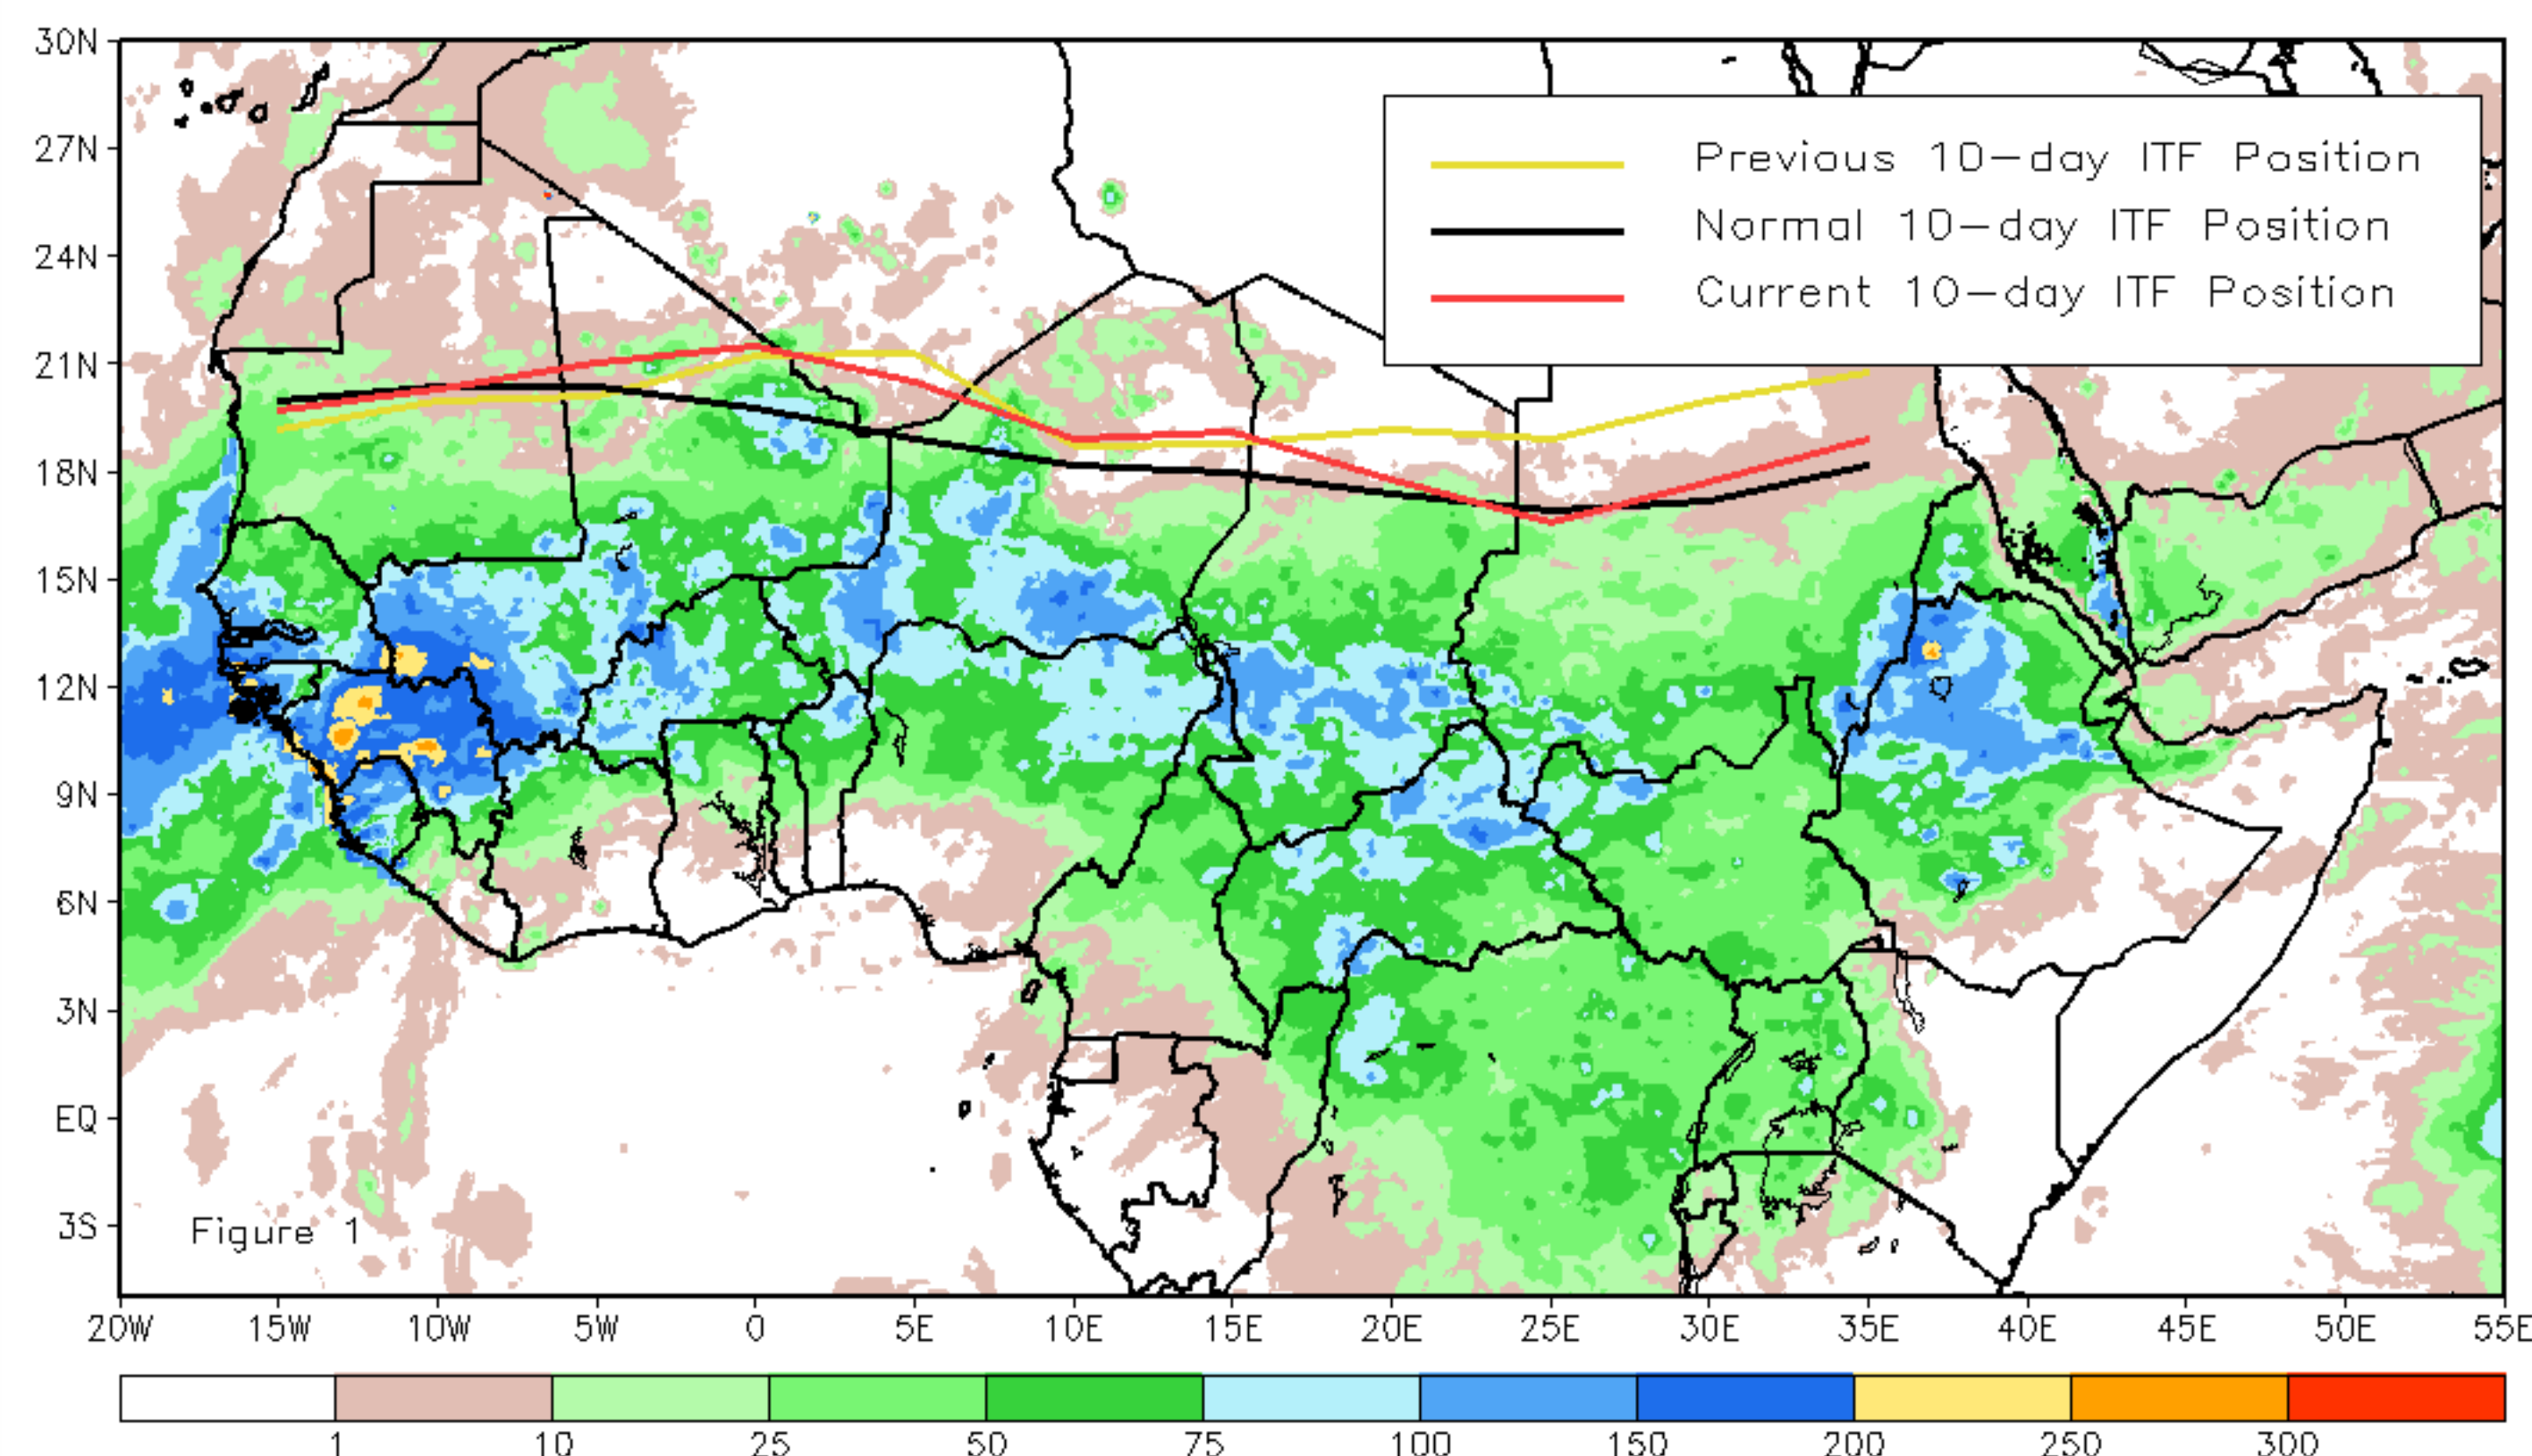 30N
27N
24N
21N
18N
15N
12N
9N
6N
3N
EQ
3S
Previous 10-day ITF Position
Normal 10-day ITF Position
Current 10-day ITF Position
Figure 1
20W 15W 10W 5W 0 5E 10E 15E 20E 25E 30E 35E 40E 45E 50E 55E
1 10 25 50 75 100 150 200 250 300